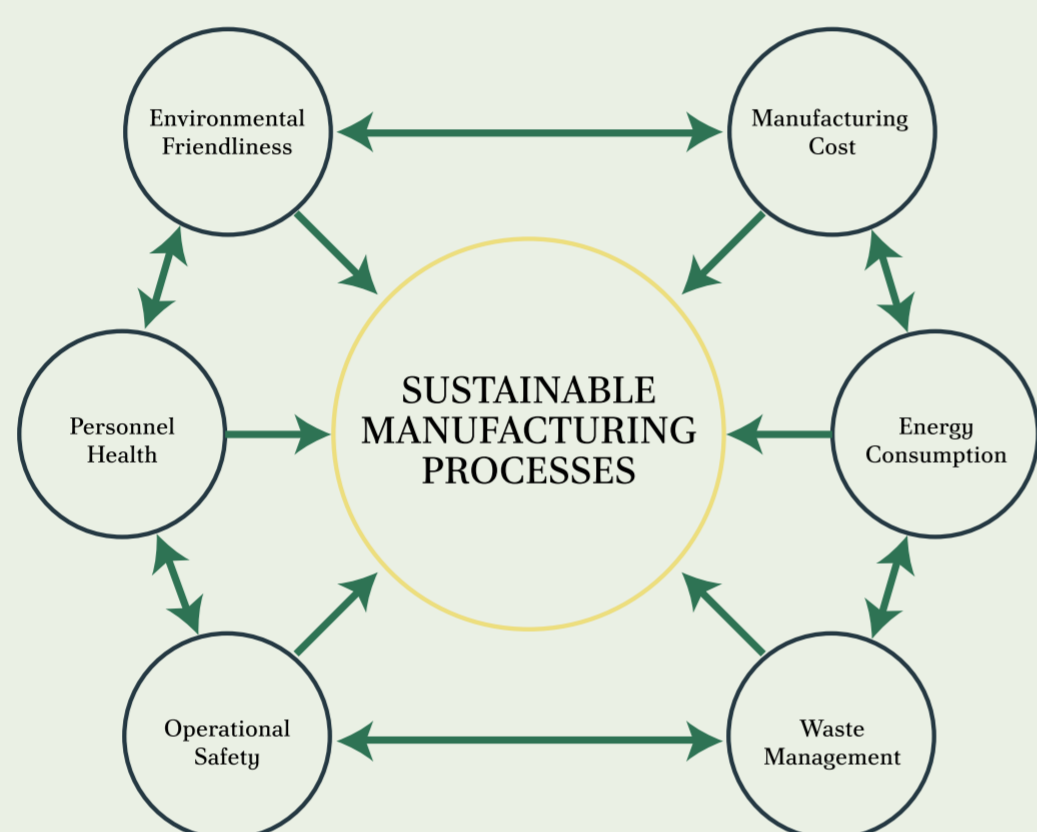 Environmental
Friendliness
Manufacturing
Cost
SUSTAINABLE
MANUFACTURING
PROCESSES
Personnel
Health
Energy
Consumption
Operational
Safety
Waste
Management